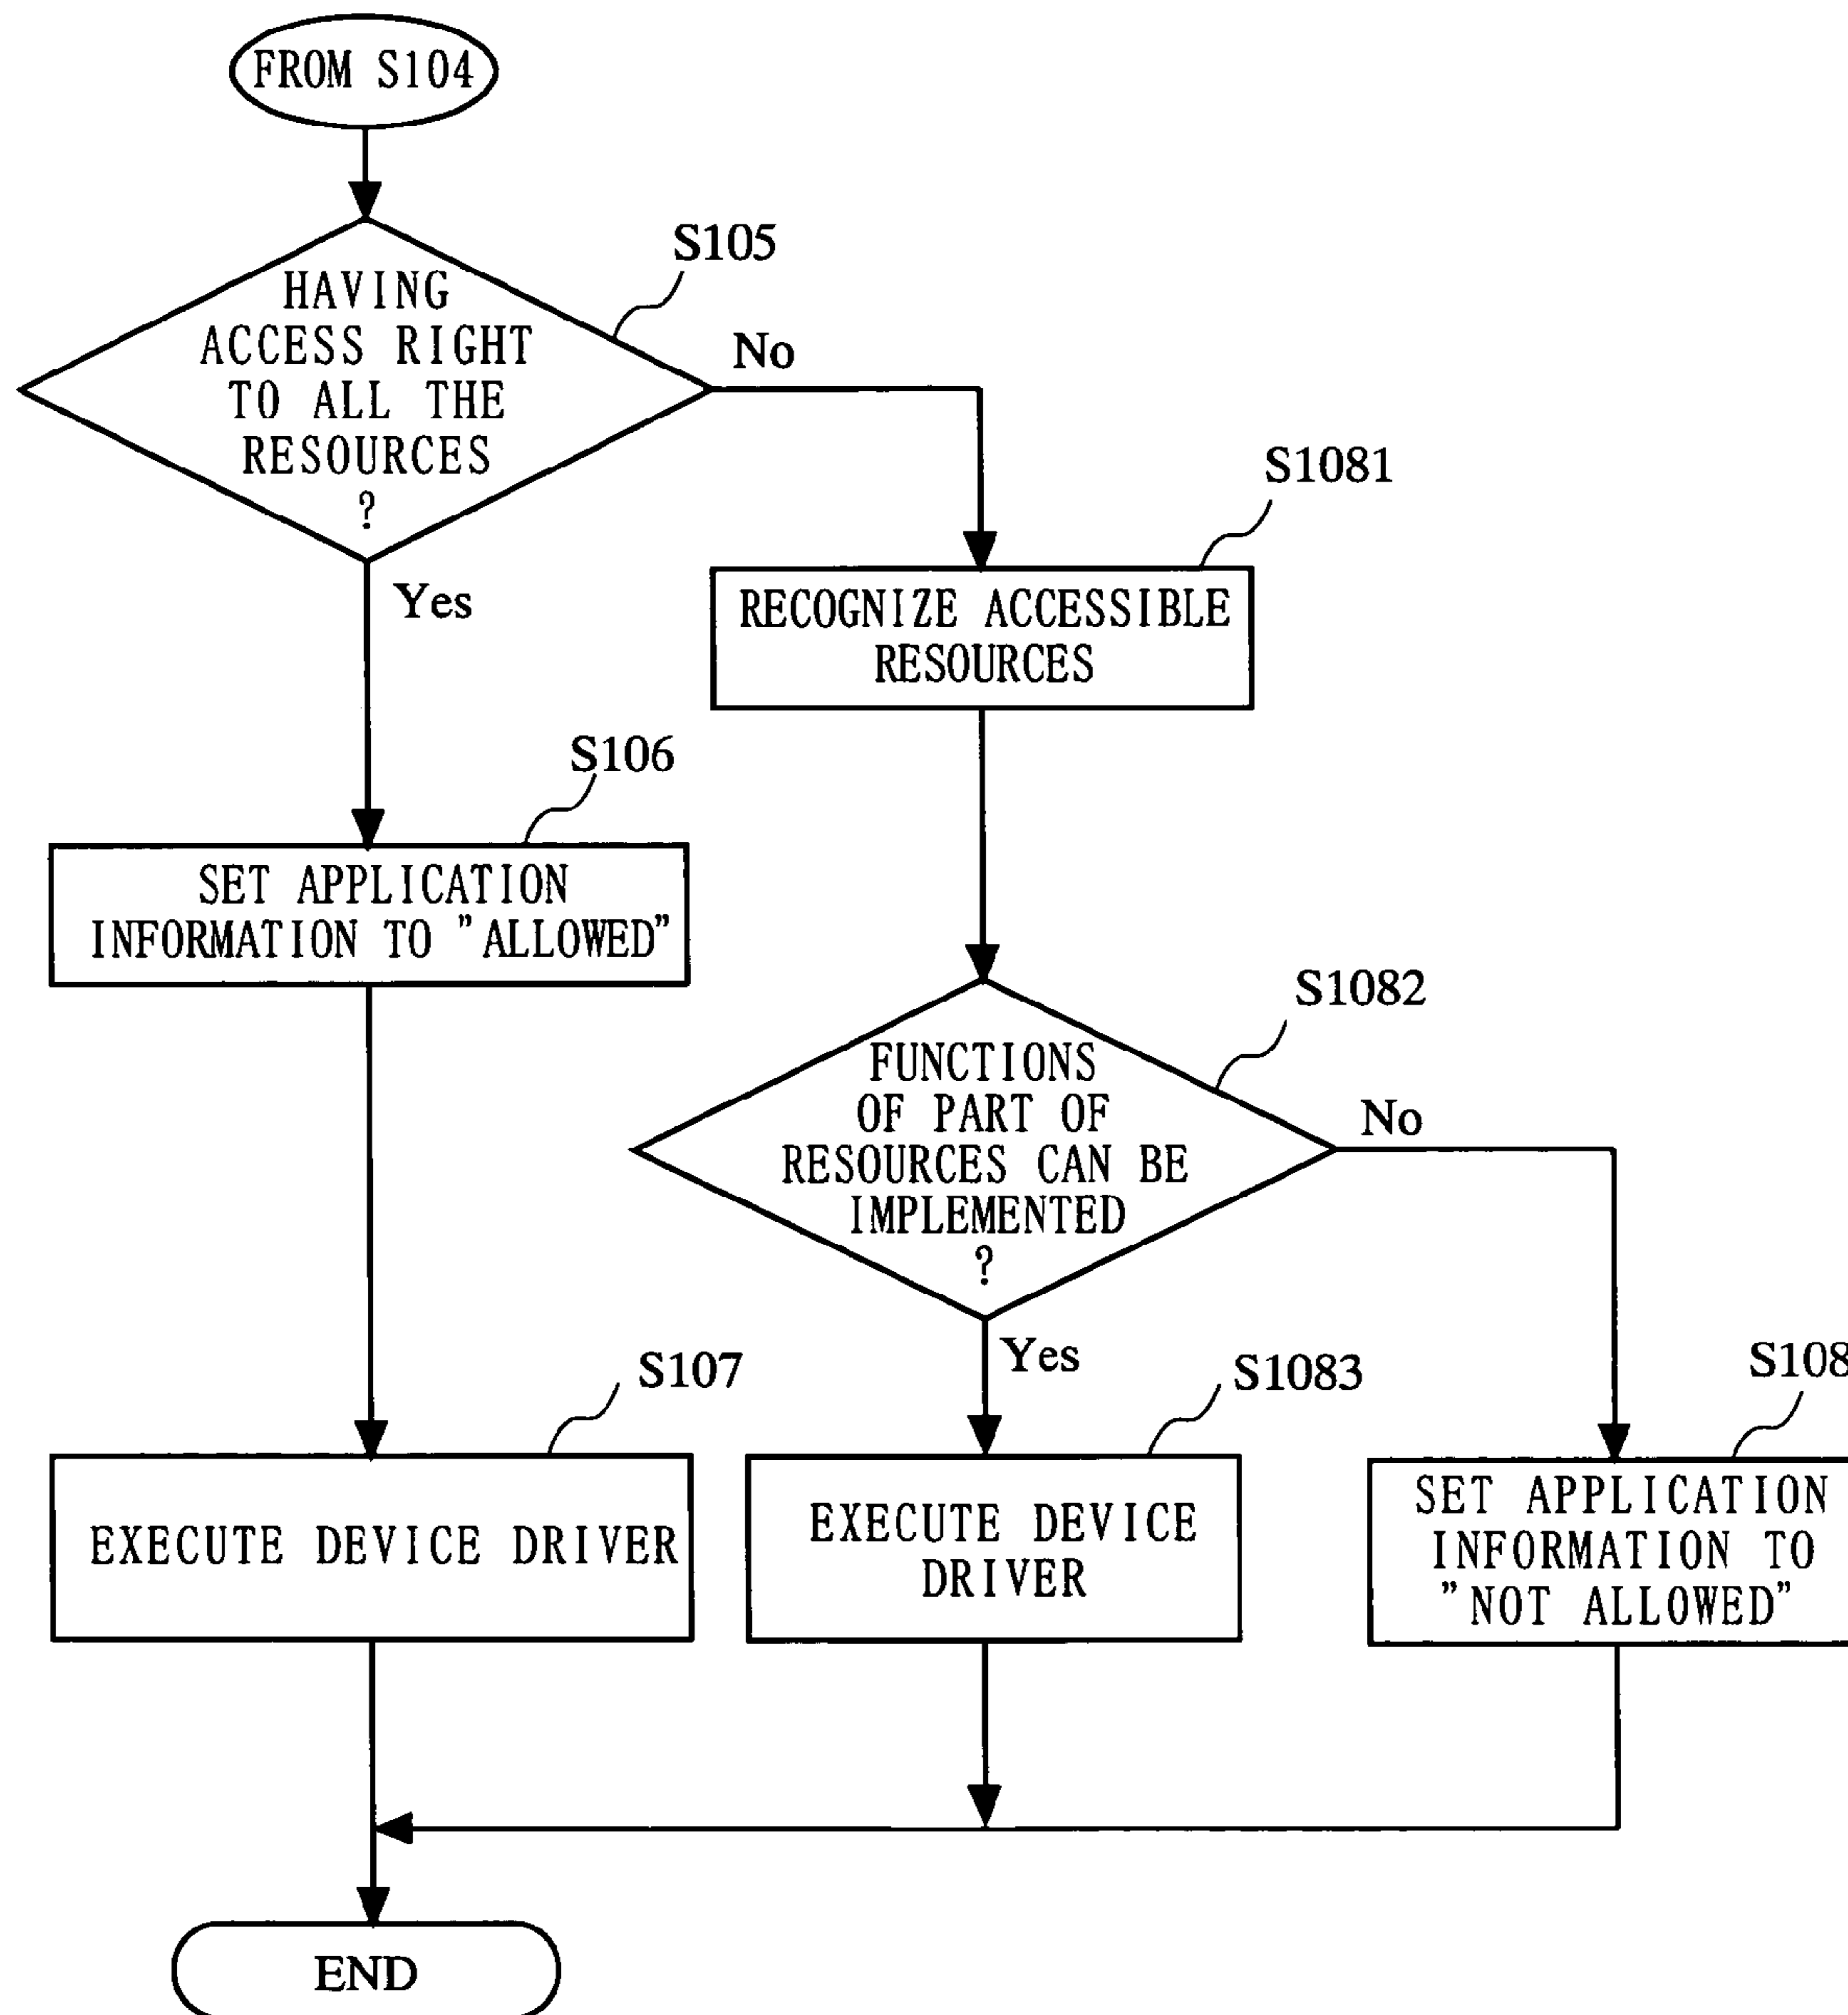 FROM S104
S105
HAVING
ACCESS RIGHT
TO ALL THE
RESOURCES
?
No
Yes
S1081
RECOGNIZE ACCESSIBLE
RESOURCES
S106
SET APPLICATION
INFORMATION TO "ALLOWED"
S1082
FUNCTIONS
OF PART OF
RESOURCES CAN BE
IMPLEMENTED
?
No
Yes
S107
EXECUTE DEVICE DRIVER
S1083
EXECUTE DEVICE
DRIVER
S108
SET APPLICATION
INFORMATION TO
"NOT ALLOWED"
END